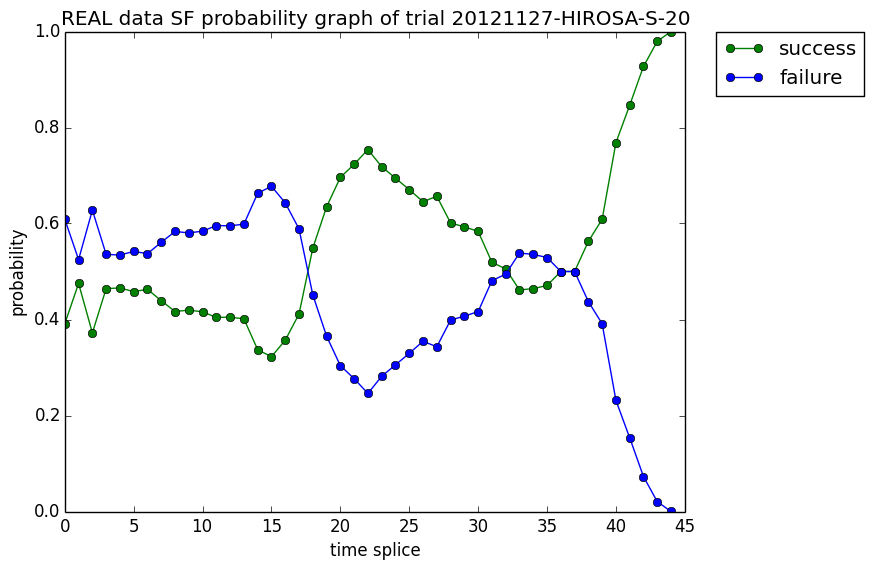 REAL data SF probability graph of trial 20121127-HIROSA-S-20
success
failure
probability
1.0
0.8
0.6
0.4
0.2
0.0
0 5 10 15 20 25 30 35 40 45
time splice